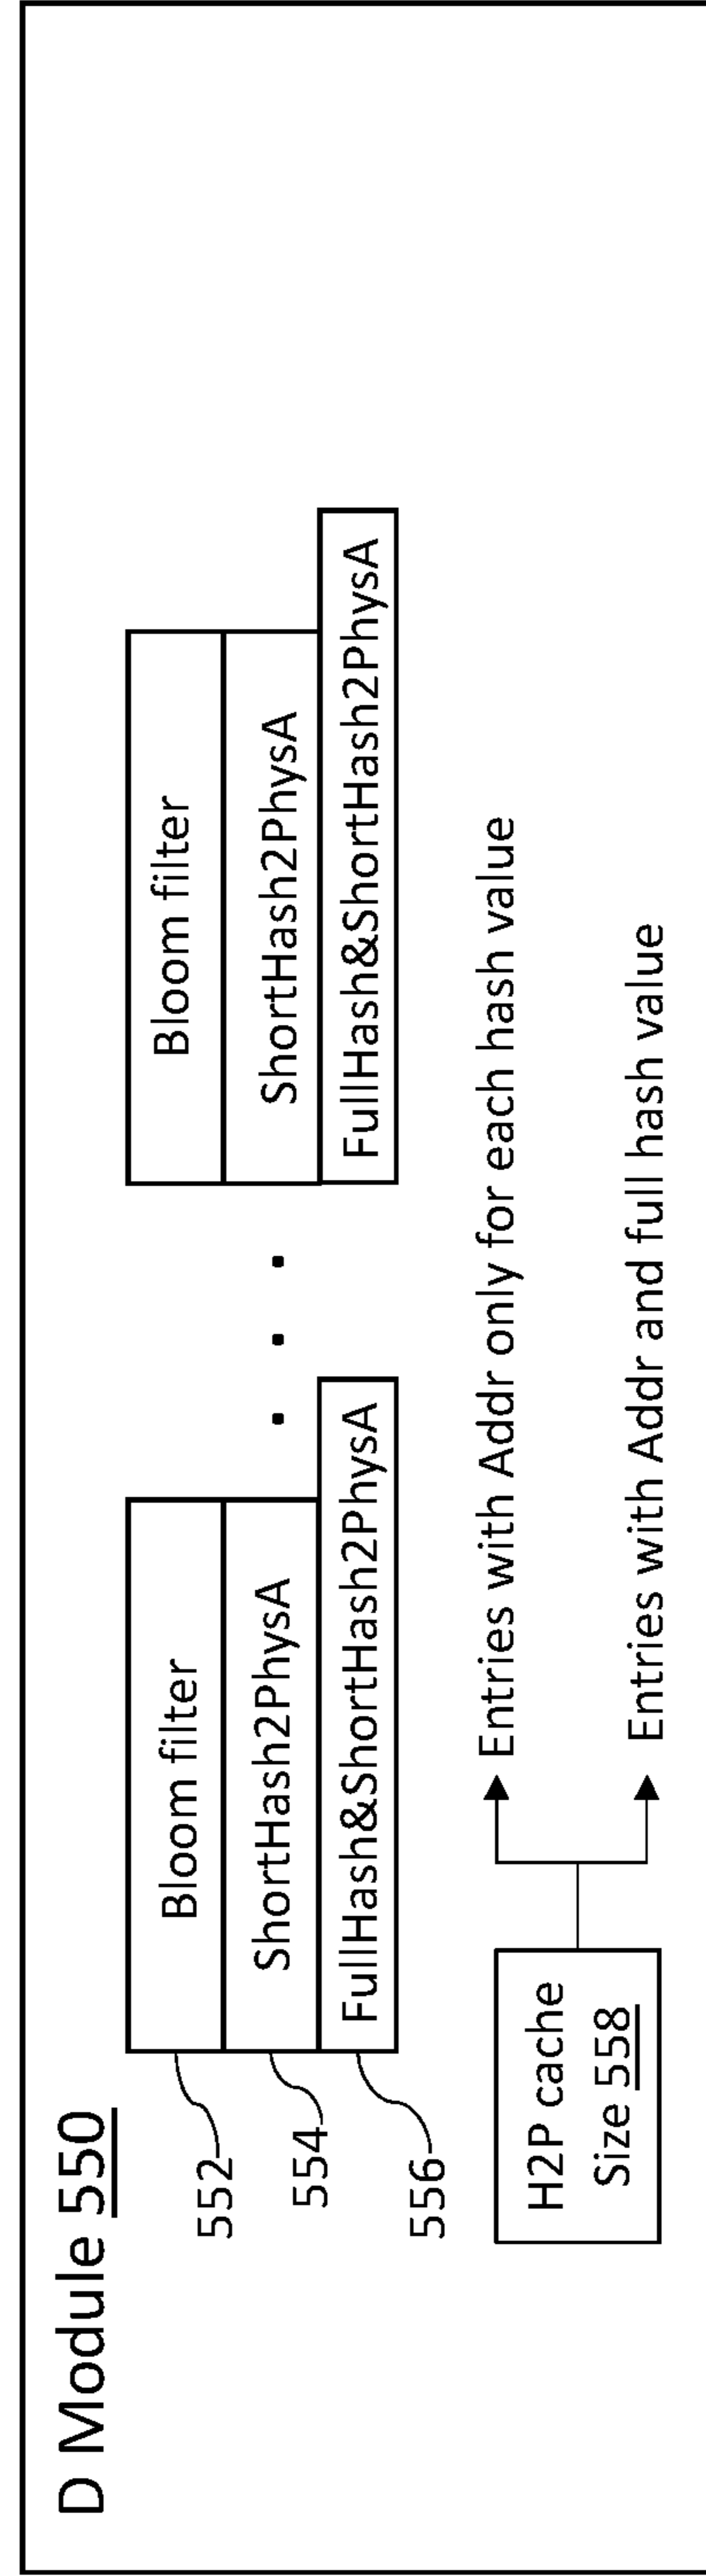 D Module 550
Bloom filter
Bloom filter
552
ShortHash2PhysA
ShortHash2PhysA
554
FullHash&ShortHash2PhysA
FullHash&ShortHash2PhysA
556
H2P cache
Size 558
Entries with Addr only for each hash value
Entries with Addr and full hash value